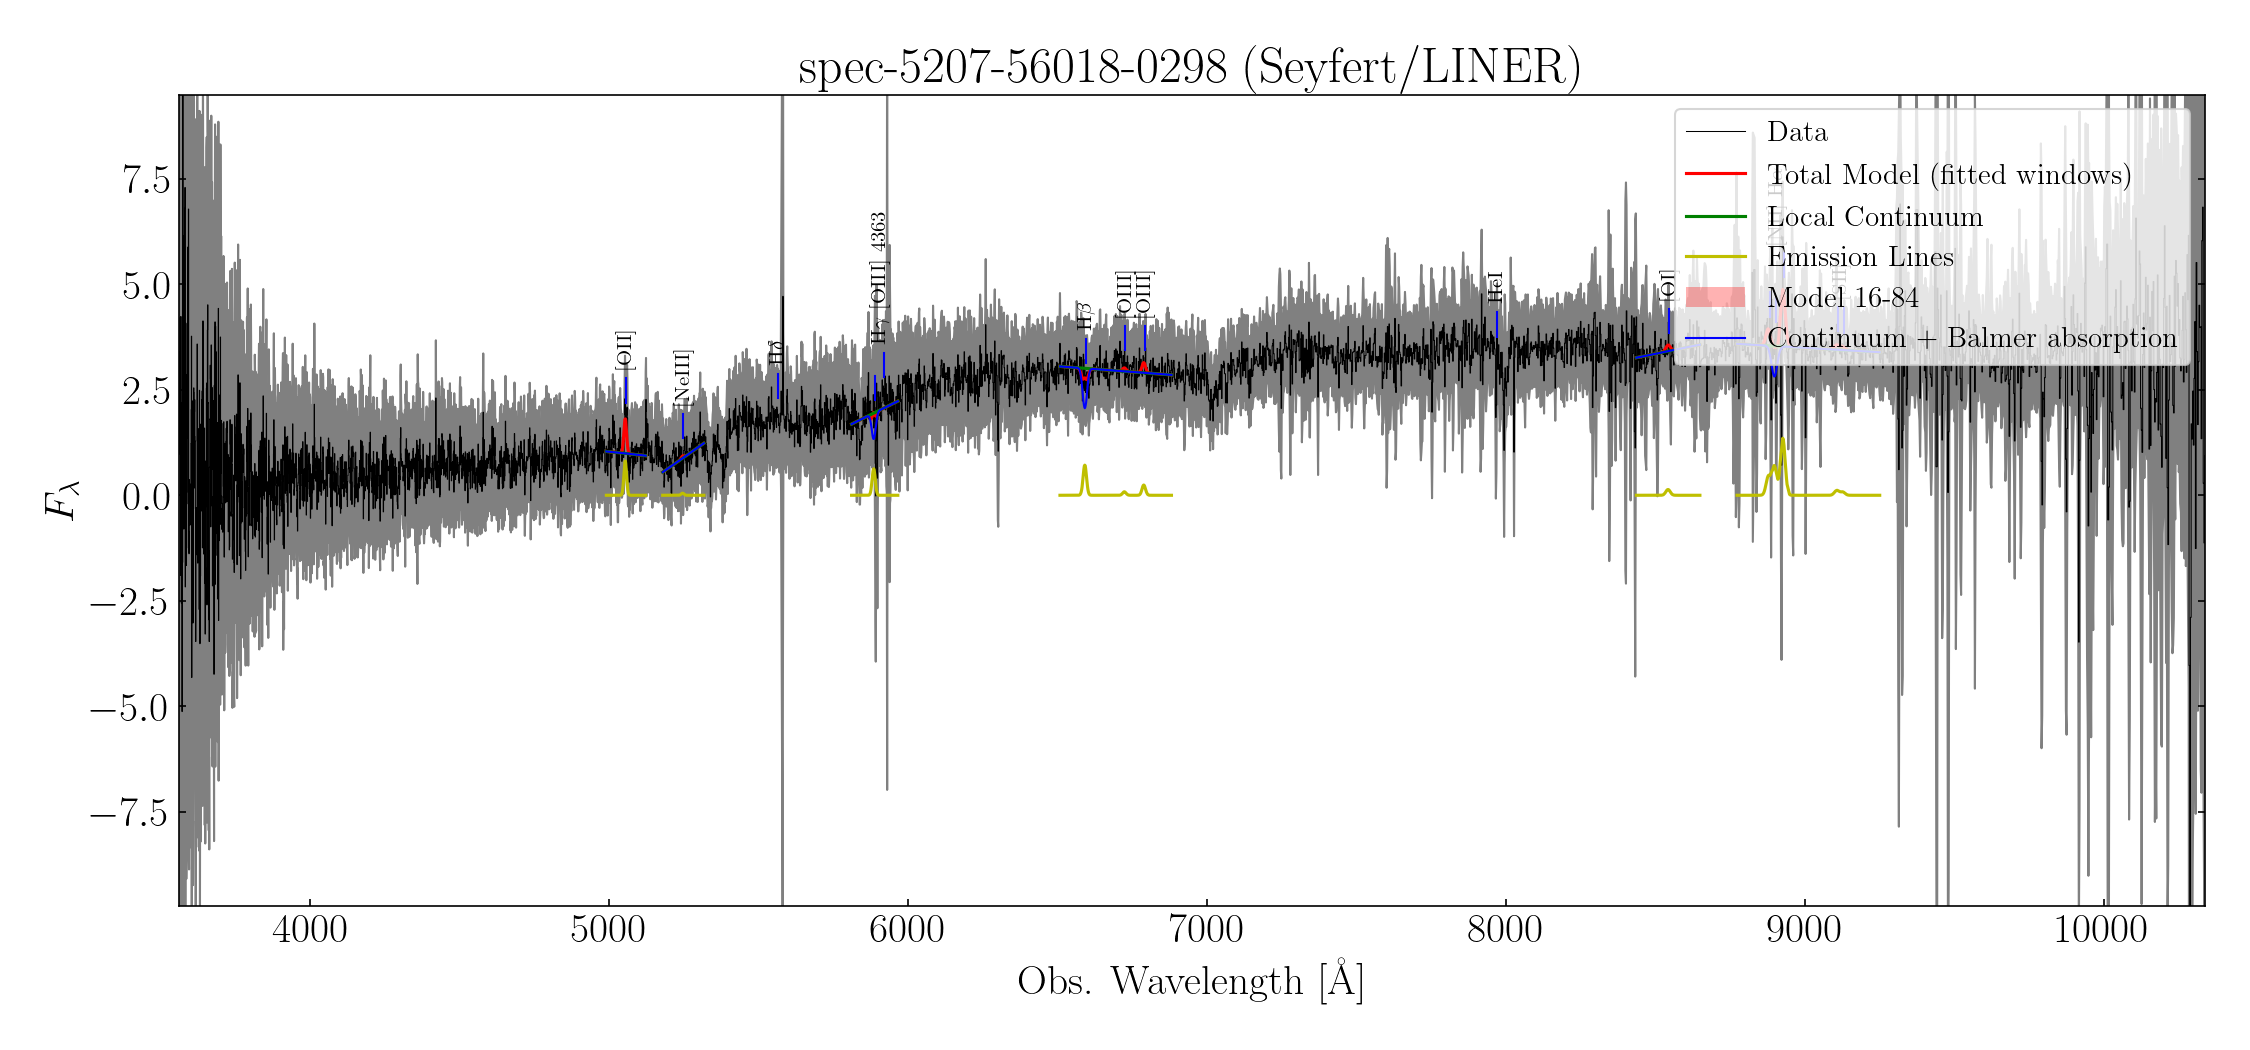 spec-5207-56018-0298 (Seyfert/LINER)
Data
Total Model (fitted windows)
Local Continuum
Emission Lines
Model 16-84
Continuum + Balmer absorption
[OII]
[NeIII]
Hδ
Hγ
[OIII] 4363
Hβ
[OIII]
[OIII]
HeI
[OI]
7.5
5.0
2.5
0.0
−2.5
−5.0
−7.5
Fλ
4000
5000
6000
7000
8000
9000
10000
Obs. Wavelength [Å]